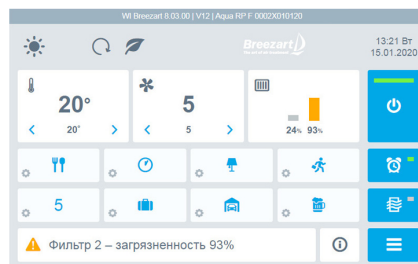 WI Breezart 8.03.00 | V12 | Aqua RP F 0002X010120
Breezart
13:21 Вт
15.01.2020
20°
5
< 20° >
< 5 >
24% 93%
5
Фильтр 2 – загрязненность 93%